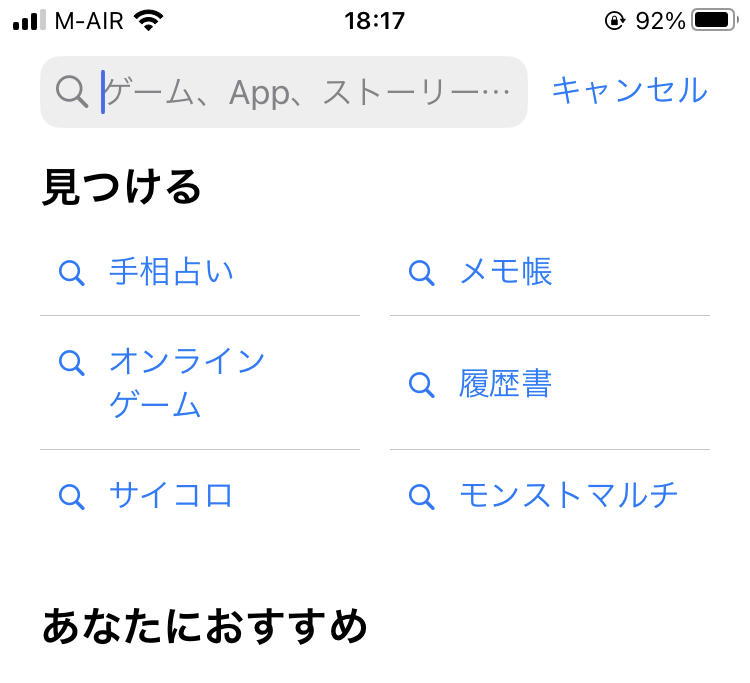 M-AIR 18:17 92%
ゲーム、App、ストーリー… キャンセル
見つける
手相占い メモ帳
オンライン
ゲーム
履歴書
サイコロ モンストマルチ
あなたにおすすめ